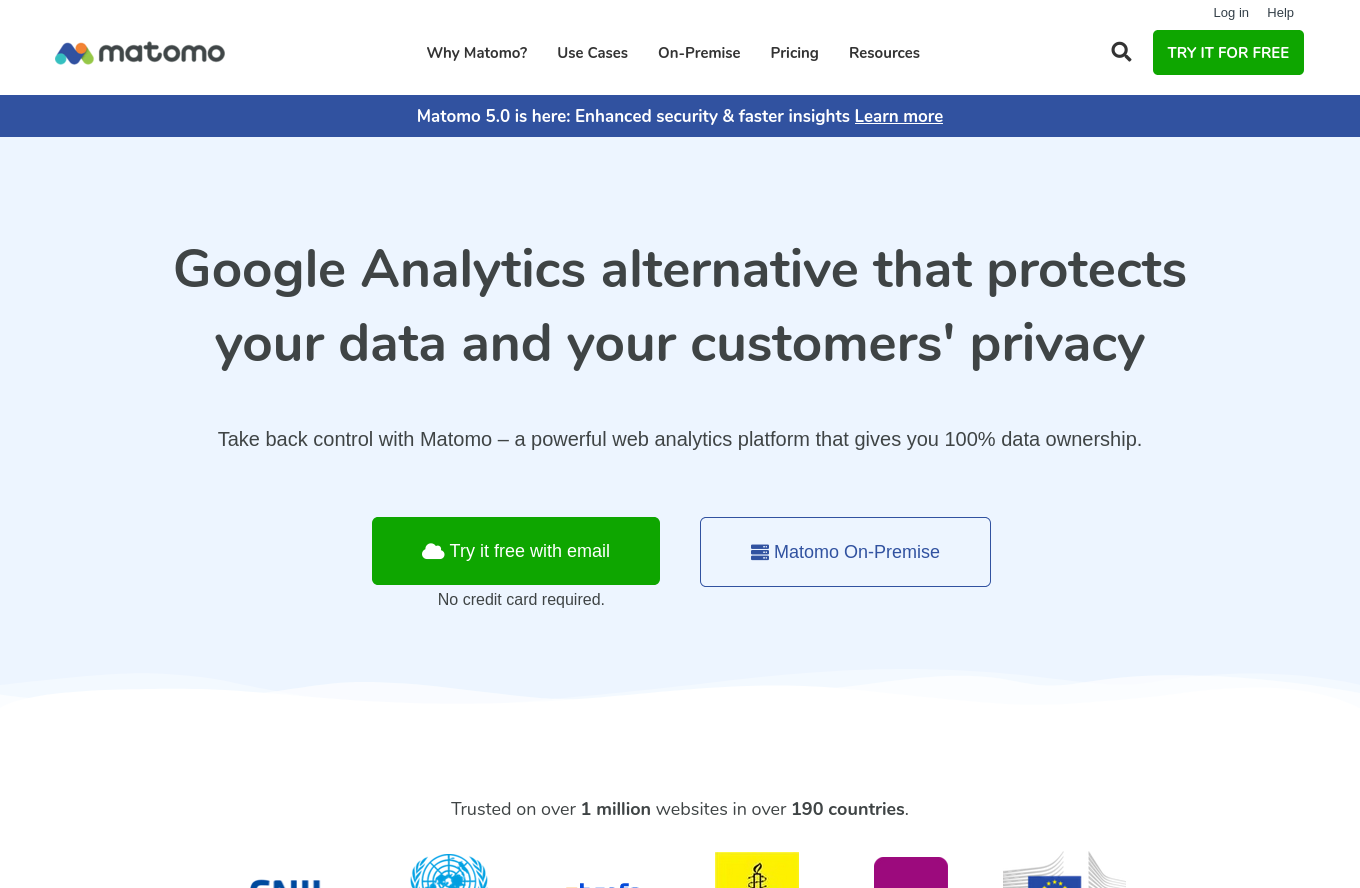 Log in Help
matomo
Why Matomo? Use Cases On-Premise Pricing Resources
TRY IT FOR FREE
Matomo 5.0 is here: Enhanced security & faster insights Learn more
Google Analytics alternative that protects
your data and your customers' privacy
Take back control with Matomo – a powerful web analytics platform that gives you 100% data ownership.
Try it free with email
Matomo On-Premise
No credit card required.
Trusted on over 1 million websites in over 190 countries.